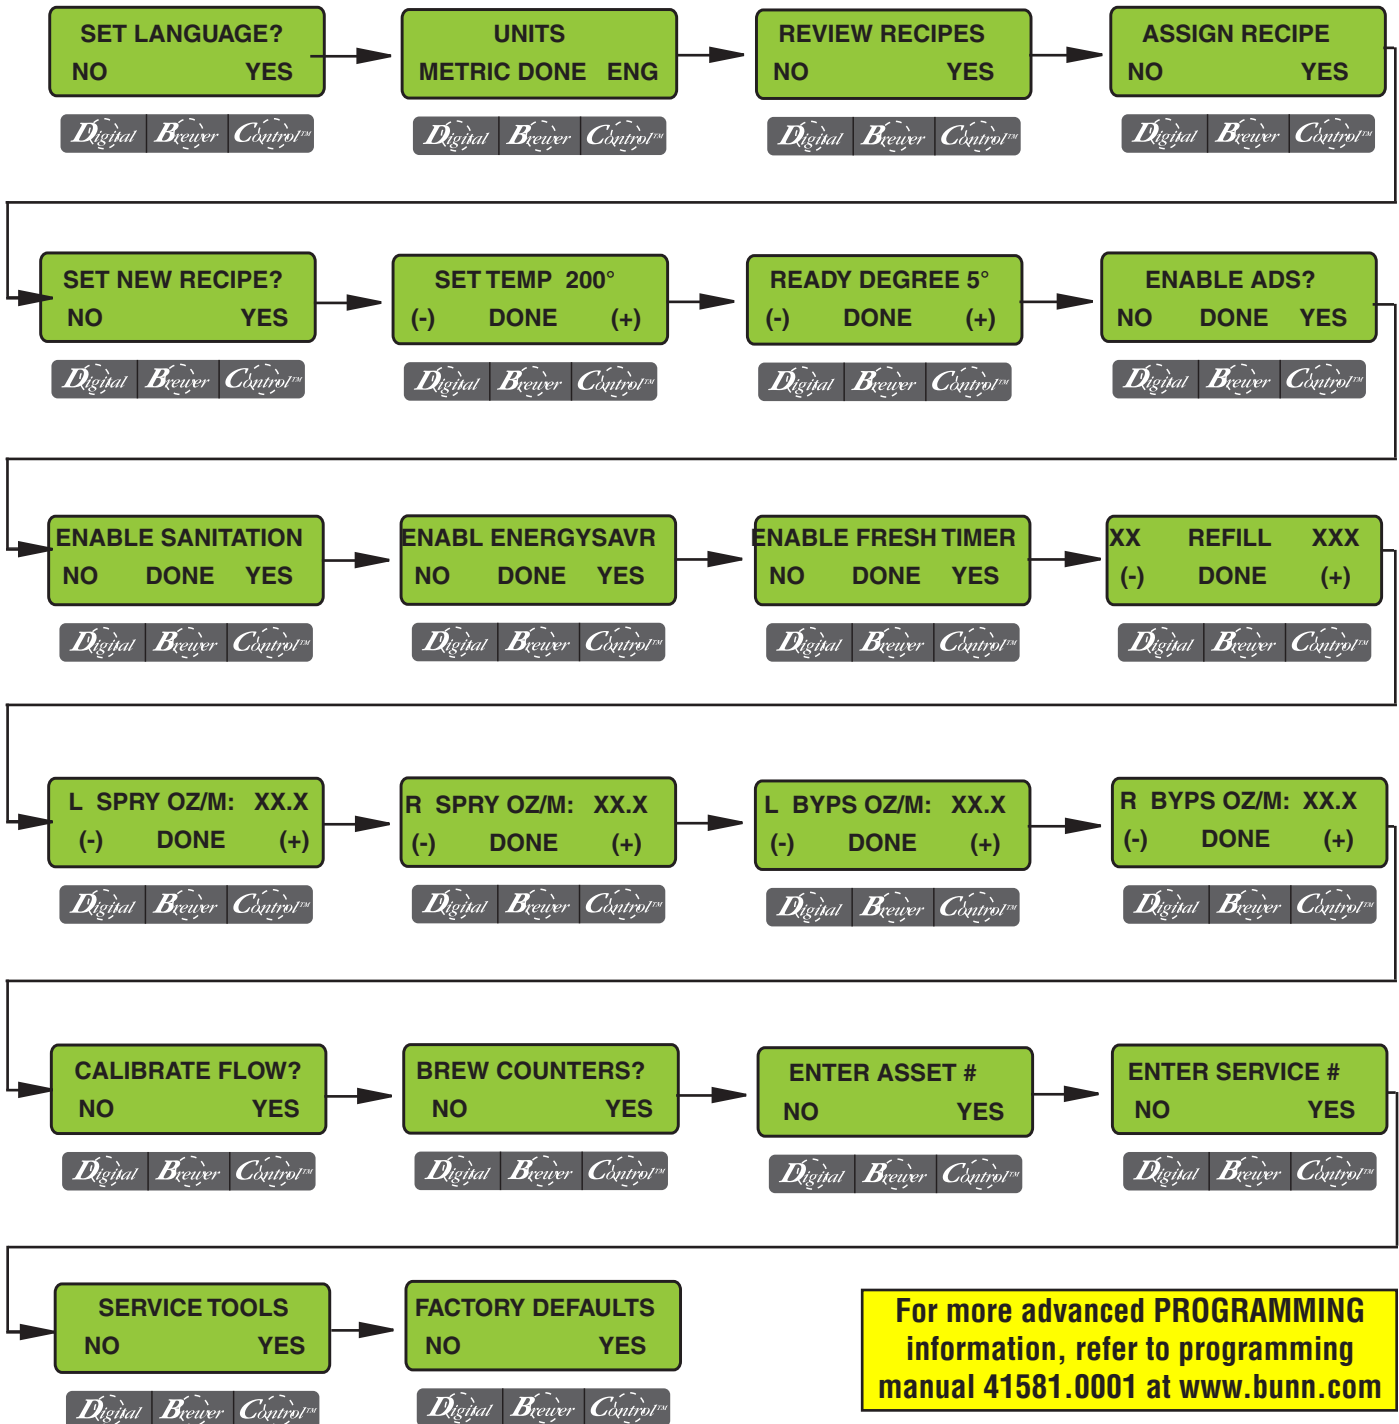 SET LANGUAGE?
NO YES
Digital Brewer Control™
UNITS
METRIC DONE ENG
Digital Brewer Control™
REVIEW RECIPES
NO YES
Digital Brewer Control™
ASSIGN RECIPE
NO YES
Digital Brewer Control™
SET NEW RECIPE?
NO YES
Digital Brewer Control™
SET TEMP 200°
(-) DONE (+)
Digital Brewer Control™
READY DEGREE 5°
(-) DONE (+)
Digital Brewer Control™
ENABLE ADS?
NO DONE YES
Digital Brewer Control™
ENABLE SANITATION
NO DONE YES
Digital Brewer Control™
ENABL ENERGYSAVR
NO DONE YES
Digital Brewer Control™
ENABLE FRESH TIMER
NO DONE YES
Digital Brewer Control™
XX REFILL XXX
(-) DONE (+)
Digital Brewer Control™
L SPRY OZ/M: XX.X
(-) DONE (+)
Digital Brewer Control™
R SPRY OZ/M: XX.X
(-) DONE (+)
Digital Brewer Control™
L BYPS OZ/M: XX.X
(-) DONE (+)
Digital Brewer Control™
R BYPS OZ/M: XX.X
(-) DONE (+)
Digital Brewer Control™
CALIBRATE FLOW?
NO YES
Digital Brewer Control™
BREW COUNTERS?
NO YES
Digital Brewer Control™
ENTER ASSET #
NO YES
Digital Brewer Control™
ENTER SERVICE #
NO YES
Digital Brewer Control™
SERVICE TOOLS
NO YES
Digital Brewer Control™
FACTORY DEFAULTS
NO YES
Digital Brewer Control™
For more advanced PROGRAMMING
information, refer to programming
manual 41581.0001 at www.bunn.com